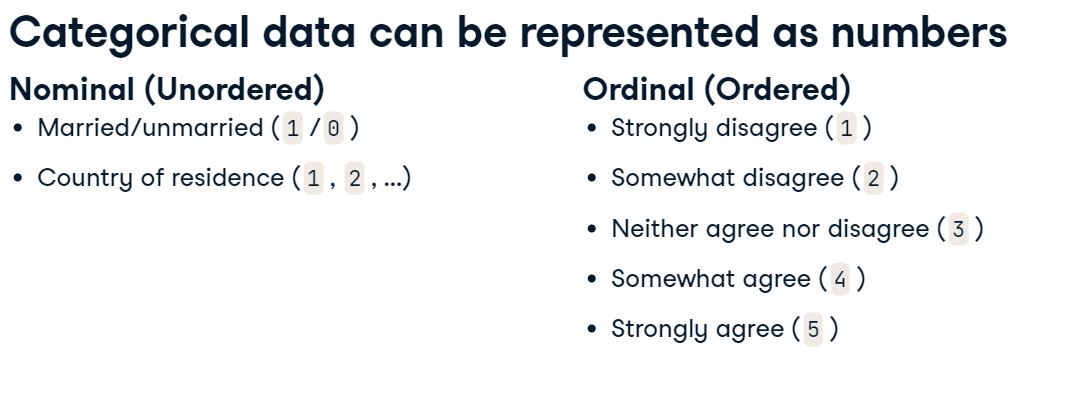 Categorical data can be represented as numbers
Nominal (Unordered)
• Married/unmarried ( 1 / 0 )
• Country of residence ( 1 , 2 , ...)
Ordinal (Ordered)
• Strongly disagree ( 1 )
• Somewhat disagree ( 2 )
• Neither agree nor disagree ( 3 )
• Somewhat agree ( 4 )
• Strongly agree ( 5 )